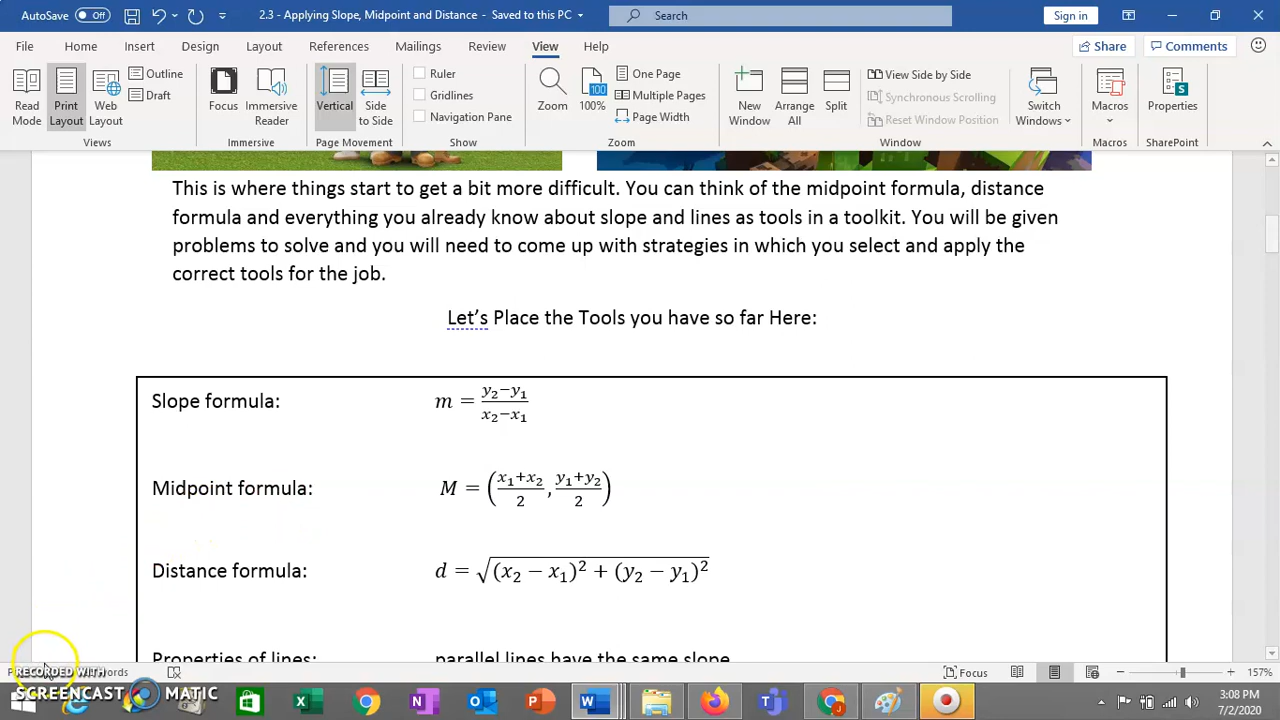 AutoSave Off 2.3 - Applying Slope, Midpoint and Distance - Saved to this PC Search Sign in
File Home Insert Design Layout References Mailings Review View Help Share Comments
Read Mode
Print Layout
Web Layout
Outline
Draft
Views
Focus
Immersive Reader
Immersive
Vertical
Side to Side
Page Movement
Ruler
Gridlines
Navigation Pane
Show
Zoom
100
100%
One Page
Multiple Pages
Page Width
Zoom
New Window
Arrange All
Split
View Side by Side
Synchronous Scrolling
Reset Window Position
Window
Switch Windows
Macros
Macros
Properties
SharePoint
This is where things start to get a bit more difficult. You can think of the midpoint formula, distance
formula and everything you already know about slope and lines as tools in a toolkit. You will be given
problems to solve and you will need to come up with strategies in which you select and apply the
correct tools for the job.
Let's Place the Tools you have so far Here:
Slope formula: m = (y₂−y₁)/(x₂−x₁)
Midpoint formula: M = ((x₁+x₂)/2, (y₁+y₂)/2)
Distance formula: d = √((x₂ − x₁)² + (y₂ − y₁)²)
Properties of lines: parallel lines have the same slope
Focus 157%
RECORDED WITH
SCREENCAST MATIC
3:08 PM
7/2/2020